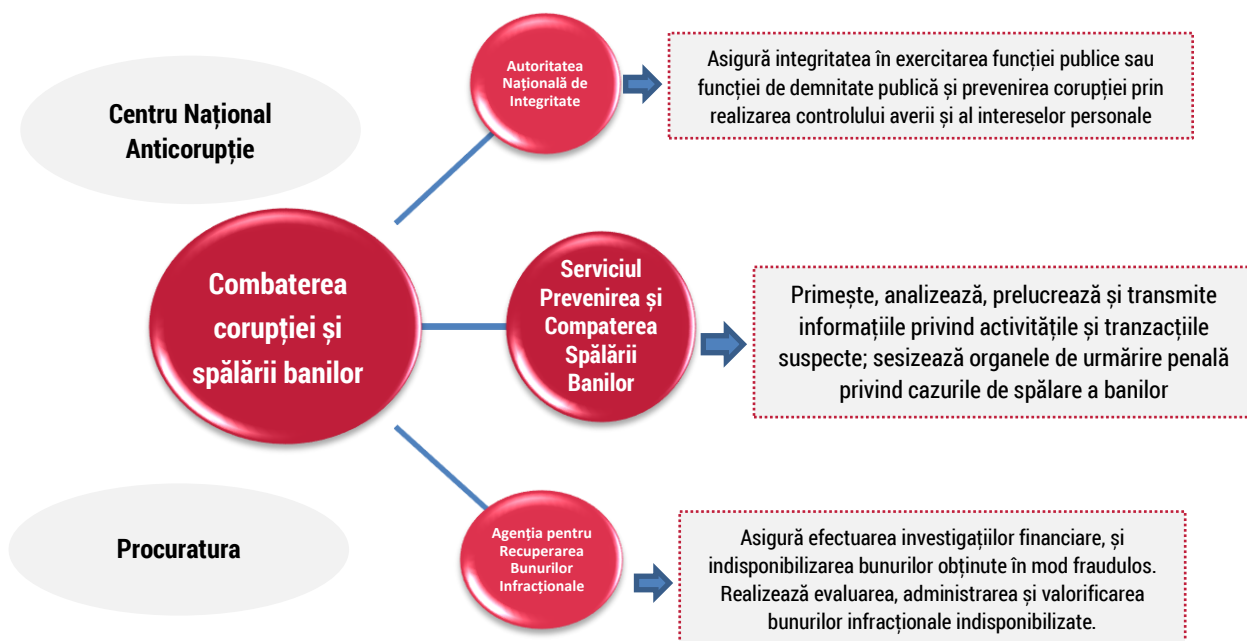 Autoritatea
Națională de
Integritate
Asigură integritatea în exercitarea funcției publice sau
funcției de demnitate publică și prevenirea corupției prin
realizarea controlului averii și al intereselor personale
Centru Național
Anticorupție
Combaterea
corupției și
spălării banilor
Serviciul
Prevenirea și
Compaterea
Spălării
Banilor
Primește, analizează, prelucrează și transmite
informațiile privind activitățile și tranzacțiile
suspecte; sesizează organele de urmărire penală
privind cazurile de spălare a banilor
Procuratura
Agenția pentru
Recuperarea
Bunurilor
Infracționale
Asigură efectuarea investigațiilor financiare, și
indisponibilizarea bunurilor obținute în mod fraudulos.
Realizează evaluarea, administrarea și valorificarea
bunurilor infracționale indisponibilizate.